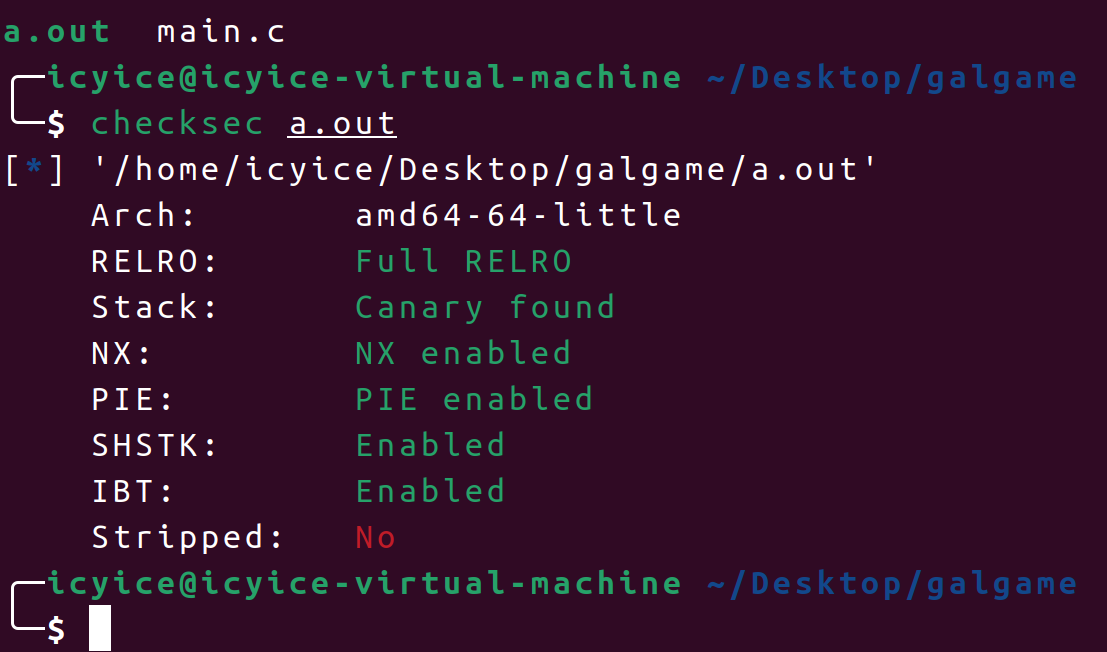 a.out  main.c
icyice@icyice-virtual-machine ~/Desktop/galgame
$ checksec a.out
[*] '/home/icyice/Desktop/galgame/a.out'
    Arch:       amd64-64-little
    RELRO:      Full RELRO
    Stack:      Canary found
    NX:         NX enabled
    PIE:        PIE enabled
    SHSTK:      Enabled
    IBT:        Enabled
    Stripped:   No
icyice@icyice-virtual-machine ~/Desktop/galgame
$